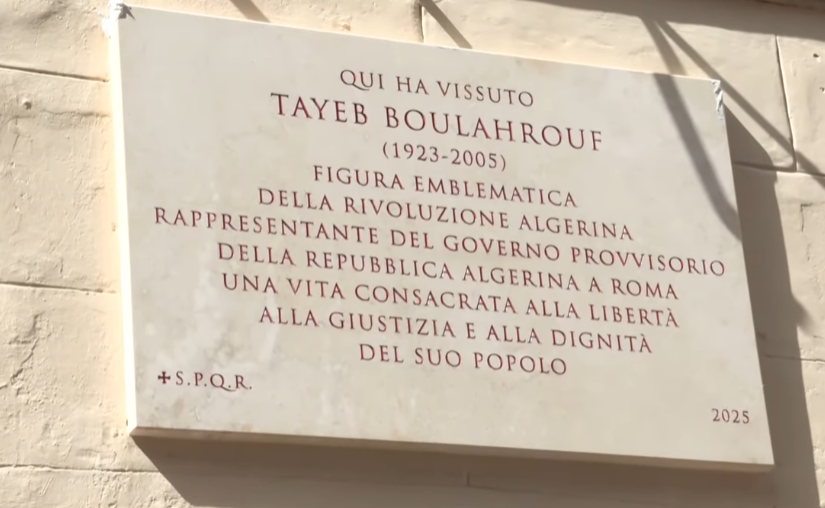 QUI HA VISSUTO
TAYEB BOULAHROUF
(1923-2005)
FIGURA EMBLEMATICA
DELLA RIVOLUZIONE ALGERINA
RAPPRESENTANTE DEL GOVERNO PROVVISORIO
DELLA REPUBBLICA ALGERINA A ROMA
UNA VITA CONSACRATA ALLA LIBERTÀ
ALLA GIUSTIZIA E ALLA DIGNITÀ
DEL SUO POPOLO
✠ S.P.Q.R.
2025